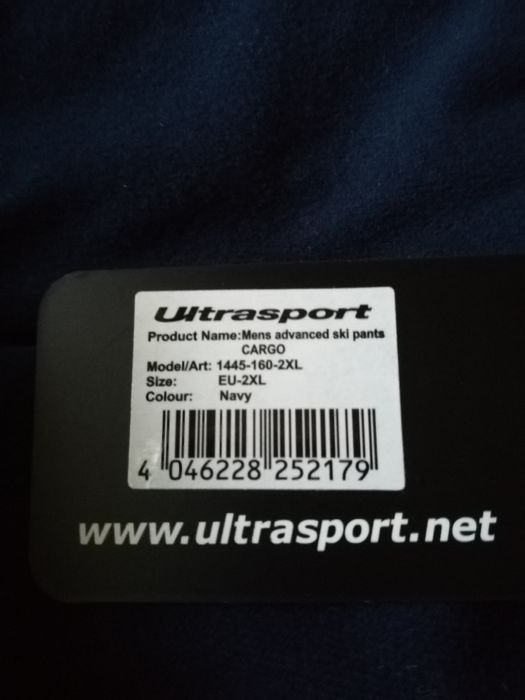 Ultrasport
Product Name:Mens advanced ski pants
CARGO
Model/Art: 1445-160-2XL
Size: EU-2XL
Colour: Navy
4 046228 252179
www.ultrasport.net